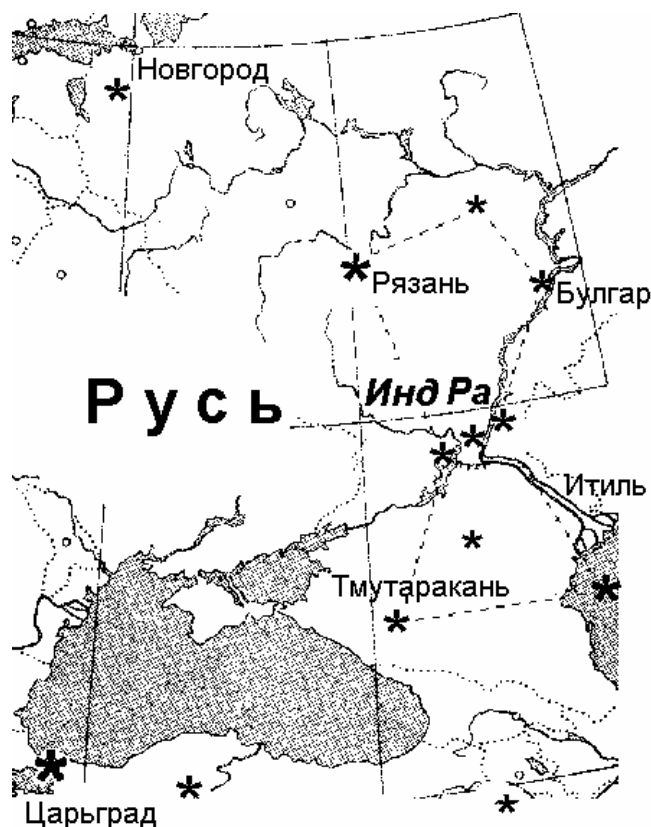 Новгород
Рязань
Булгар
Русь
Инд Ра
Итиль
Тмутаракань
Царьград